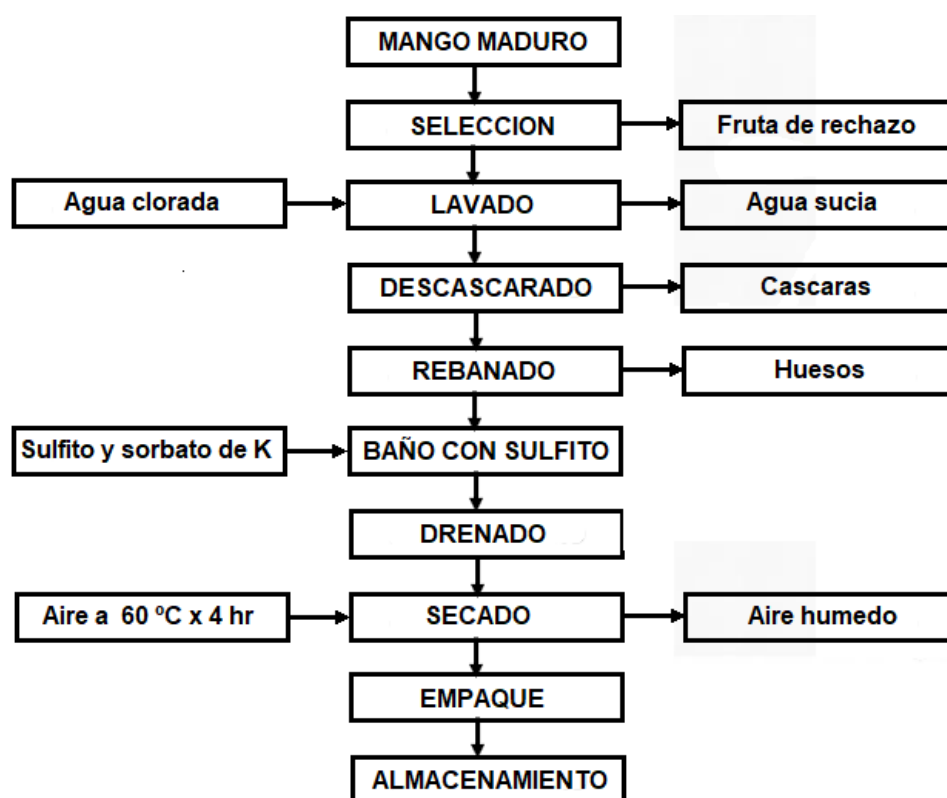 MANGO MADURO
SELECCION
Fruta de rechazo
Agua clorada
LAVADO
Agua sucia
DESCASCARADO
Cascaras
REBANADO
Huesos
Sulfito y sorbato de K
BAÑO CON SULFITO
DRENADO
Aire a 60 ºC x 4 hr
SECADO
Aire humedo
EMPAQUE
ALMACENAMIENTO